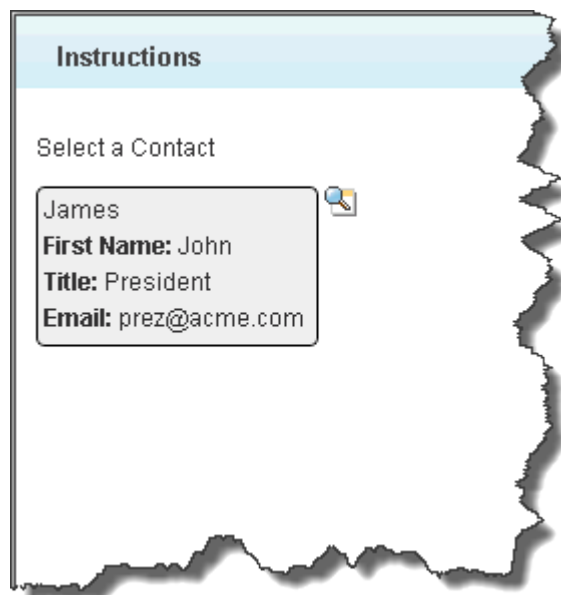 Instructions
Select a Contact
James
First Name: John
Title: President
Email: prez@acme.com